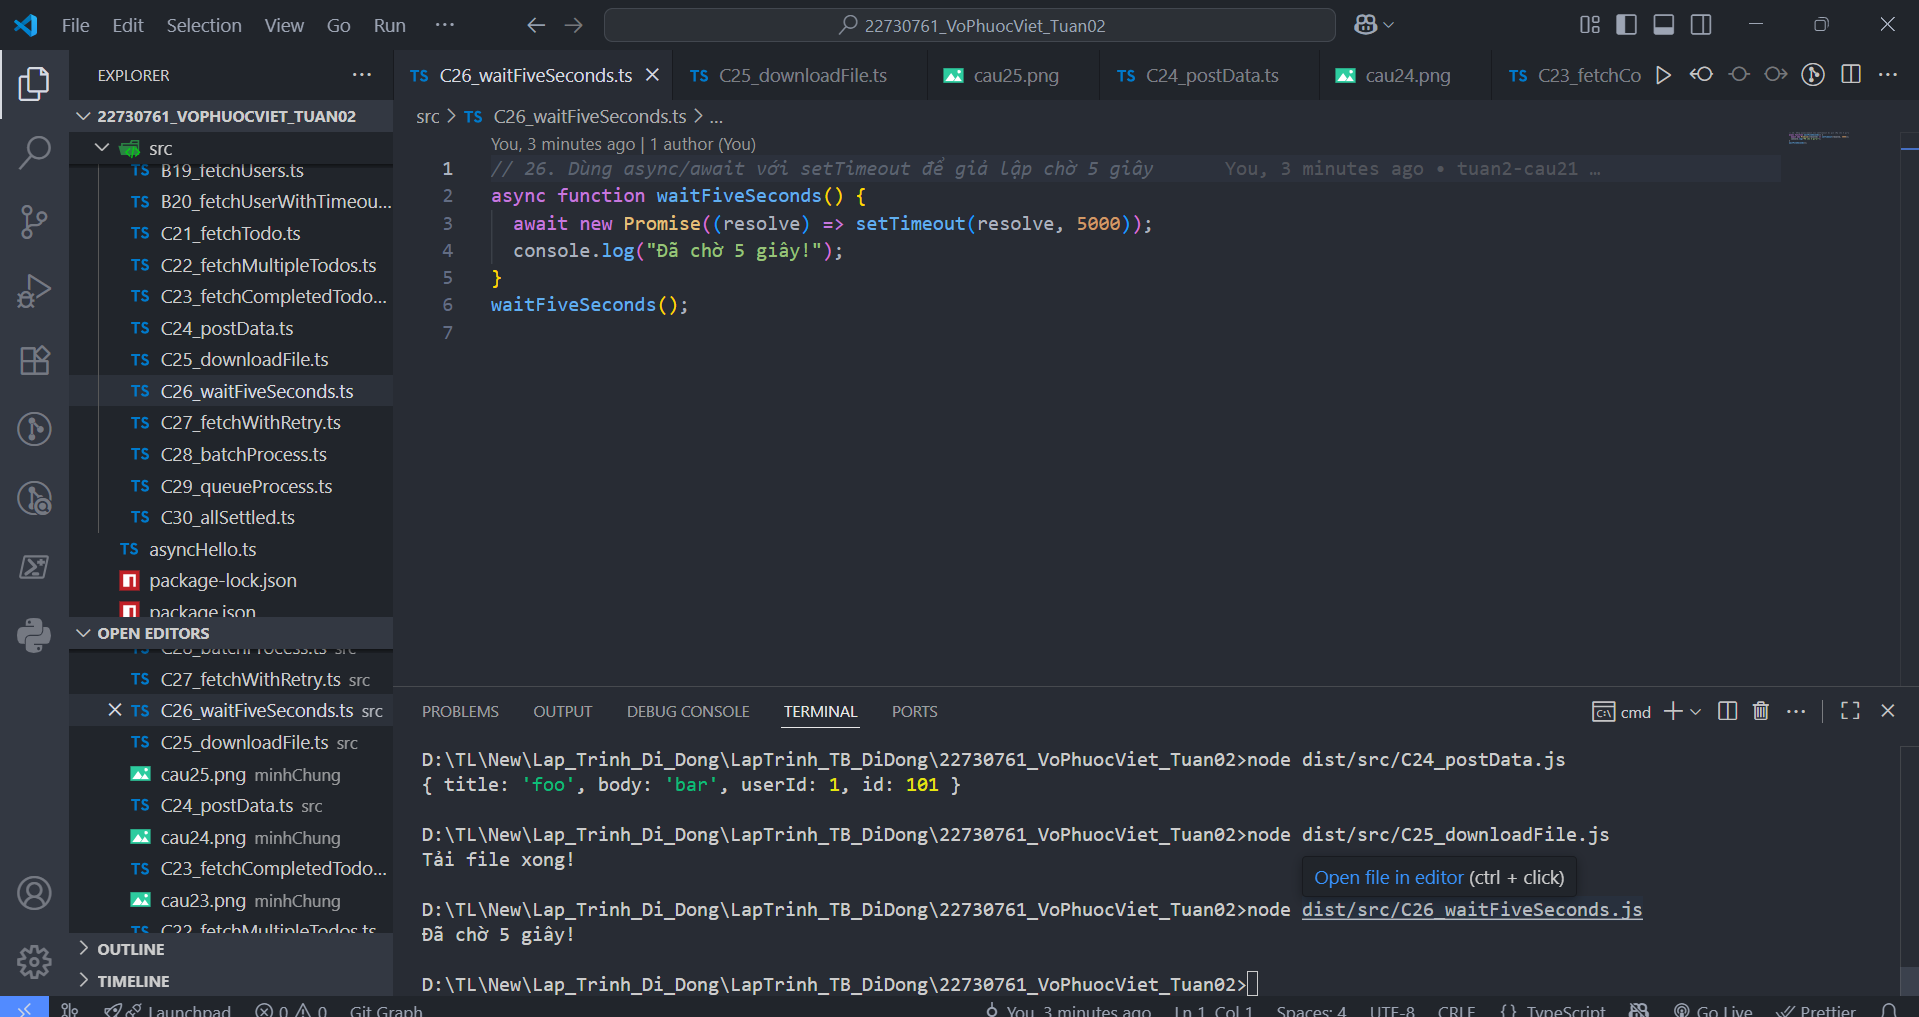 File Edit Selection View Go Run ...
22730761_VoPhuocViet_Tuan02
EXPLORER
22730761_VOPHUOCVIET_TUAN02
src
TS B19_fetchUsers.ts
TS B20_fetchUserWithTimeou...
TS C21_fetchTodo.ts
TS C22_fetchMultipleTodos.ts
TS C23_fetchCompletedTodo...
TS C24_postData.ts
TS C25_downloadFile.ts
TS C26_waitFiveSeconds.ts
TS C27_fetchWithRetry.ts
TS C28_batchProcess.ts
TS C29_queueProcess.ts
TS C30_allSettled.ts
TS asyncHello.ts
package-lock.json
package.json
OPEN EDITORS
TS C28_batchProcess.ts src
TS C27_fetchWithRetry.ts src
TS C26_waitFiveSeconds.ts src
TS C25_downloadFile.ts src
cau25.png minhChung
TS C24_postData.ts src
cau24.png minhChung
TS C23_fetchCompletedTodo...
cau23.png minhChung
TS C22_fetchMultipleTodos.ts
OUTLINE
TIMELINE
TS C26_waitFiveSeconds.ts TS C25_downloadFile.ts cau25.png TS C24_postData.ts cau24.png TS C23_fetchCo
src > TS C26_waitFiveSeconds.ts > ...
You, 3 minutes ago | 1 author (You)
1 // 26. Dùng async/await với setTimeout để giả lập chờ 5 giây You, 3 minutes ago • tuan2-cau21 …
2 async function waitFiveSeconds() {
3 await new Promise((resolve) => setTimeout(resolve, 5000));
4 console.log("Đã chờ 5 giây!");
5 }
6 waitFiveSeconds();
7
PROBLEMS OUTPUT DEBUG CONSOLE TERMINAL PORTS
cmd
D:\TL\New\Lap_Trinh_Di_Dong\LapTrinh_TB_DiDong\22730761_VoPhuocViet_Tuan02>node dist/src/C24_postData.js
{ title: 'foo', body: 'bar', userId: 1, id: 101 }
D:\TL\New\Lap_Trinh_Di_Dong\LapTrinh_TB_DiDong\22730761_VoPhuocViet_Tuan02>node dist/src/C25_downloadFile.js
Tải file xong!
Open file in editor (ctrl + click)
D:\TL\New\Lap_Trinh_Di_Dong\LapTrinh_TB_DiDong\22730761_VoPhuocViet_Tuan02>node dist/src/C26_waitFiveSeconds.js
Đã chờ 5 giây!
D:\TL\New\Lap_Trinh_Di_Dong\LapTrinh_TB_DiDong\22730761_VoPhuocViet_Tuan02>
Launchpad 0 0 Git Graph You, 3 minutes ago Ln 1, Col 1 Spaces: 4 UTF-8 CRLF {} TypeScript Go Live Prettier